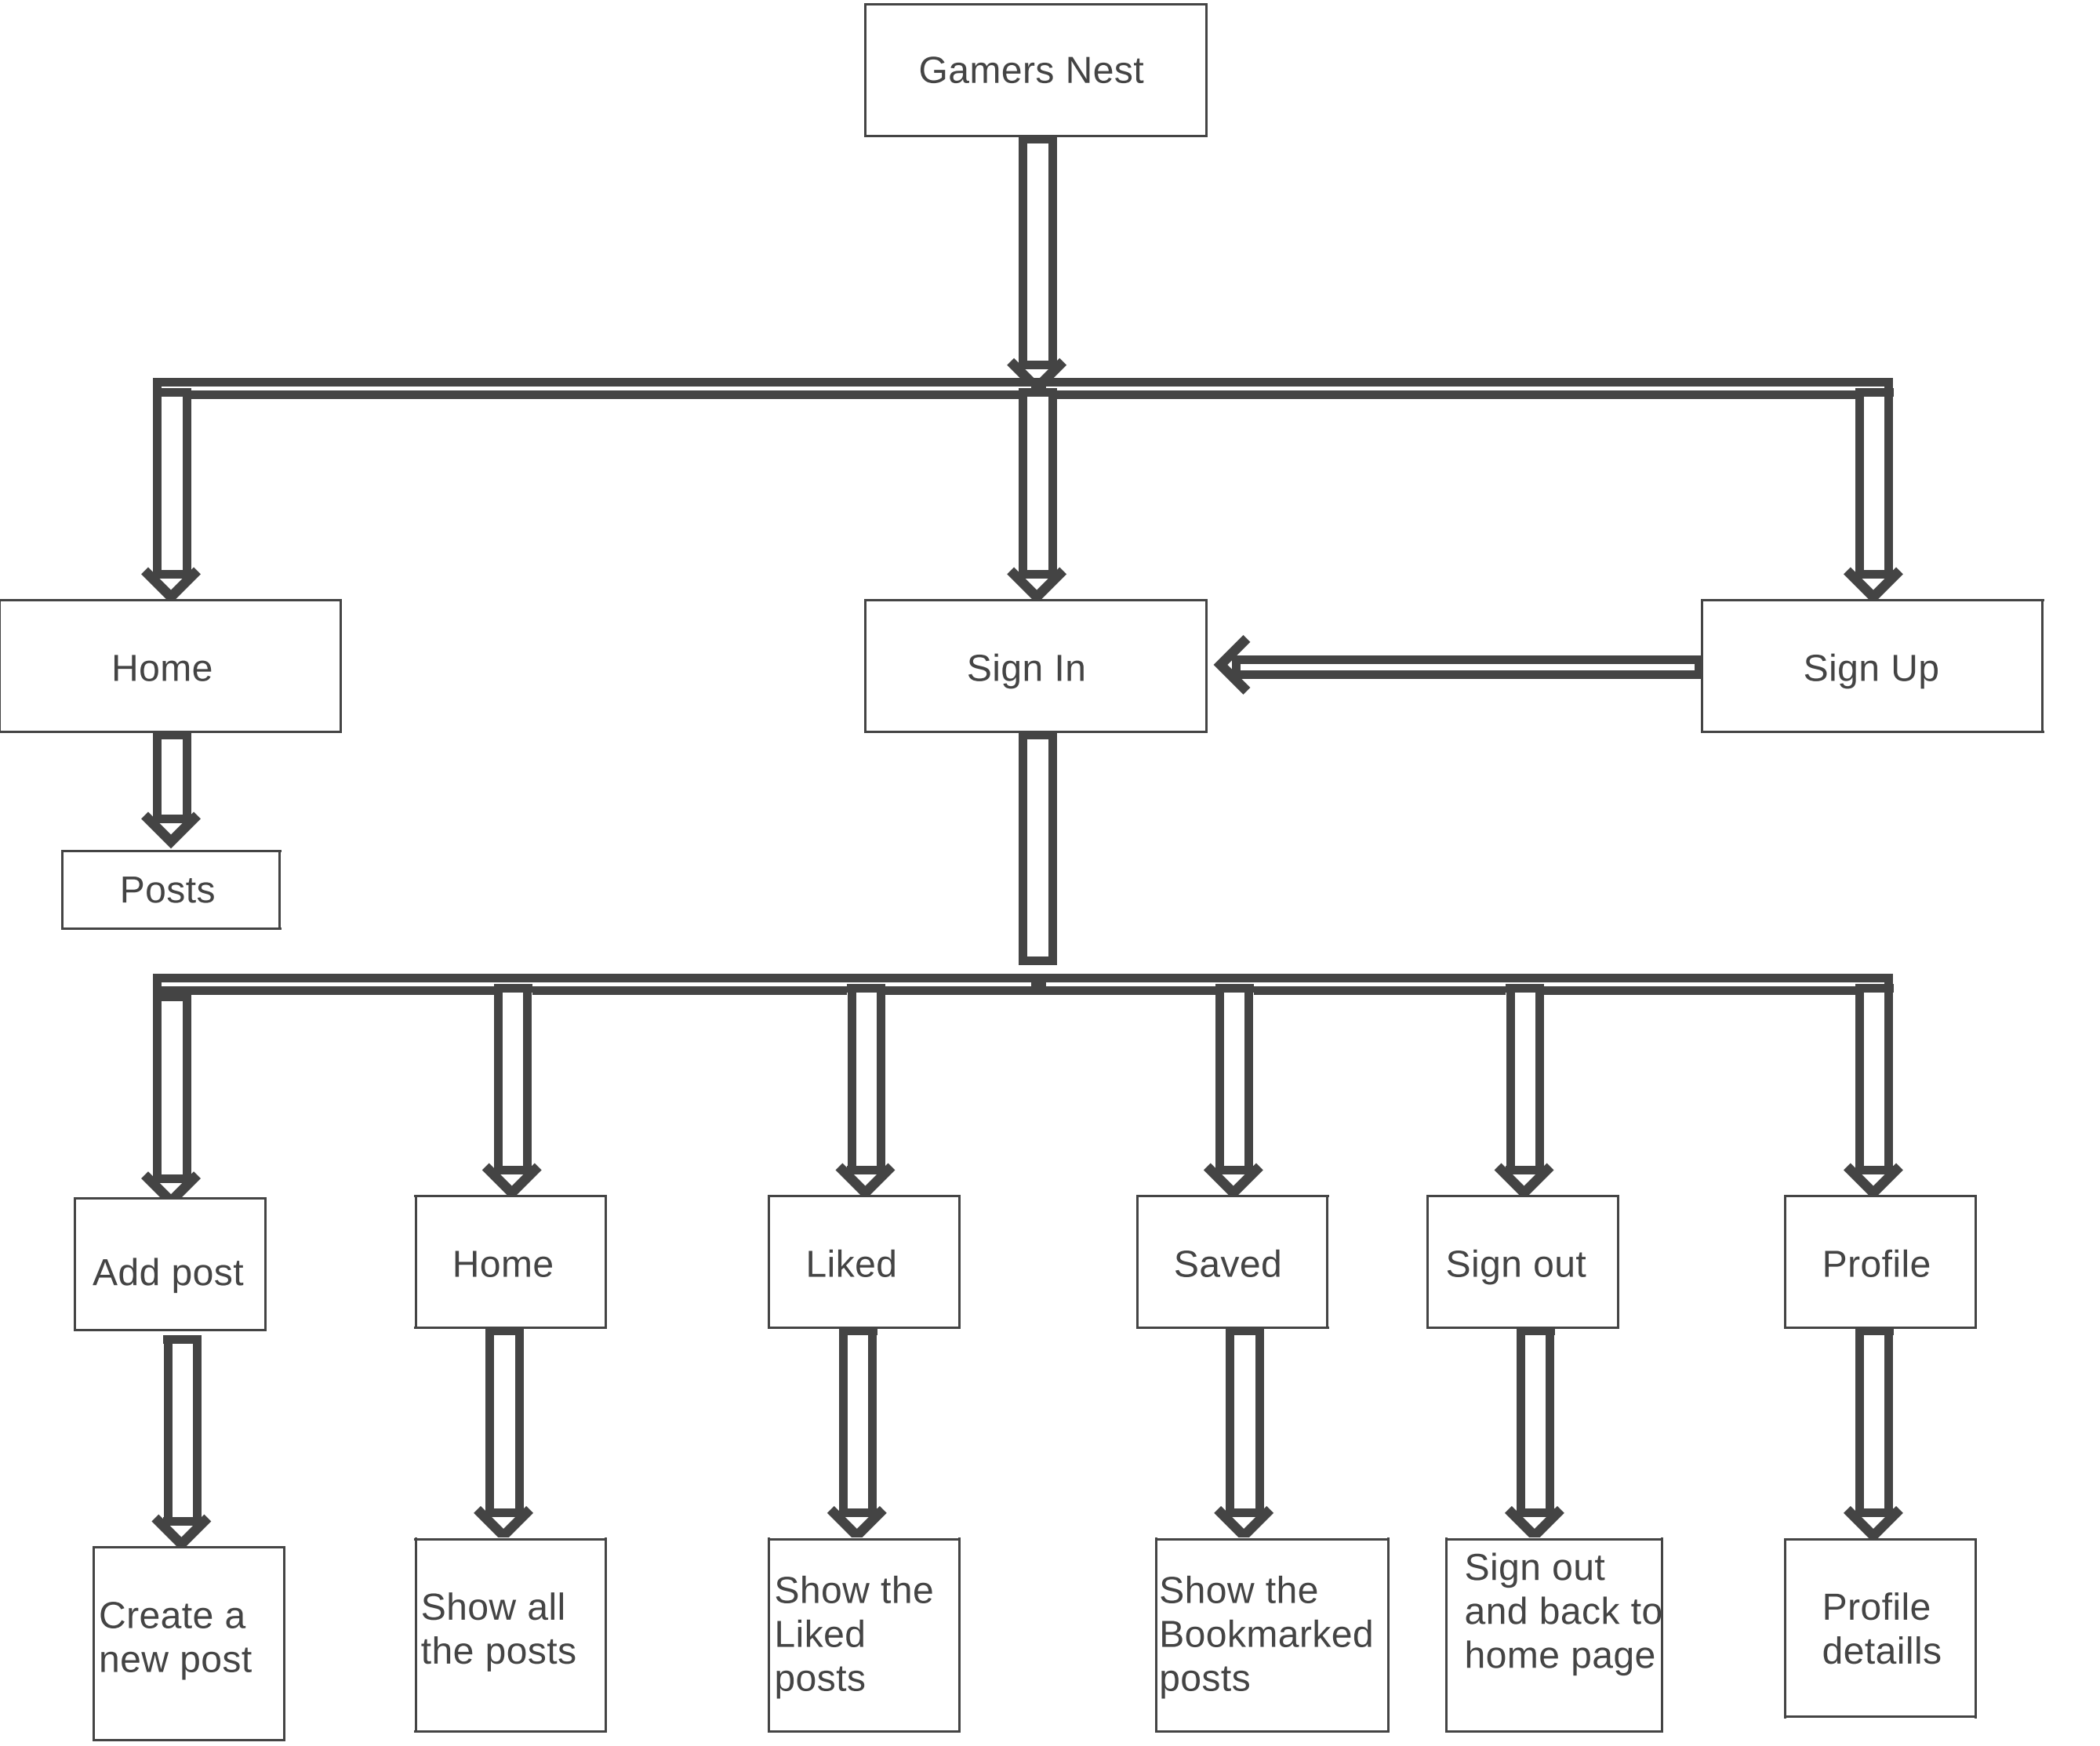 Gamers Nest
Home
Sign In
Sign Up
Posts
Add post
Home
Liked
Saved
Sign out
Profile
Create a
new post
Show all
the posts
Show the
Liked
posts
Show the
Bookmarked
posts
Sign out
and back to
home page
Profile
detaills